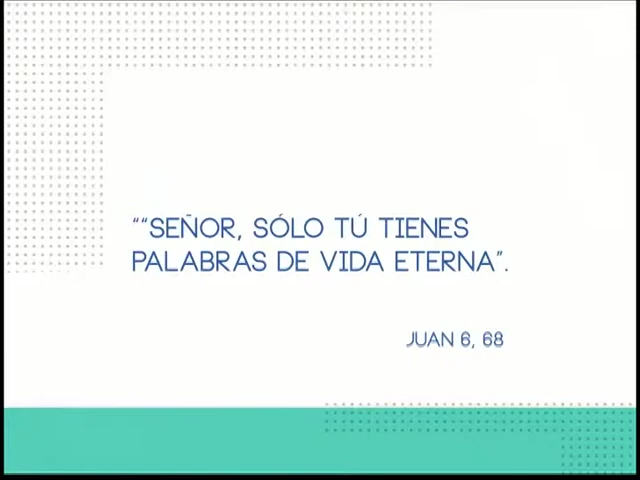 ““SEÑOR, SÓLO TÚ TIENES
PALABRAS DE VIDA ETERNA”.
JUAN 6, 68